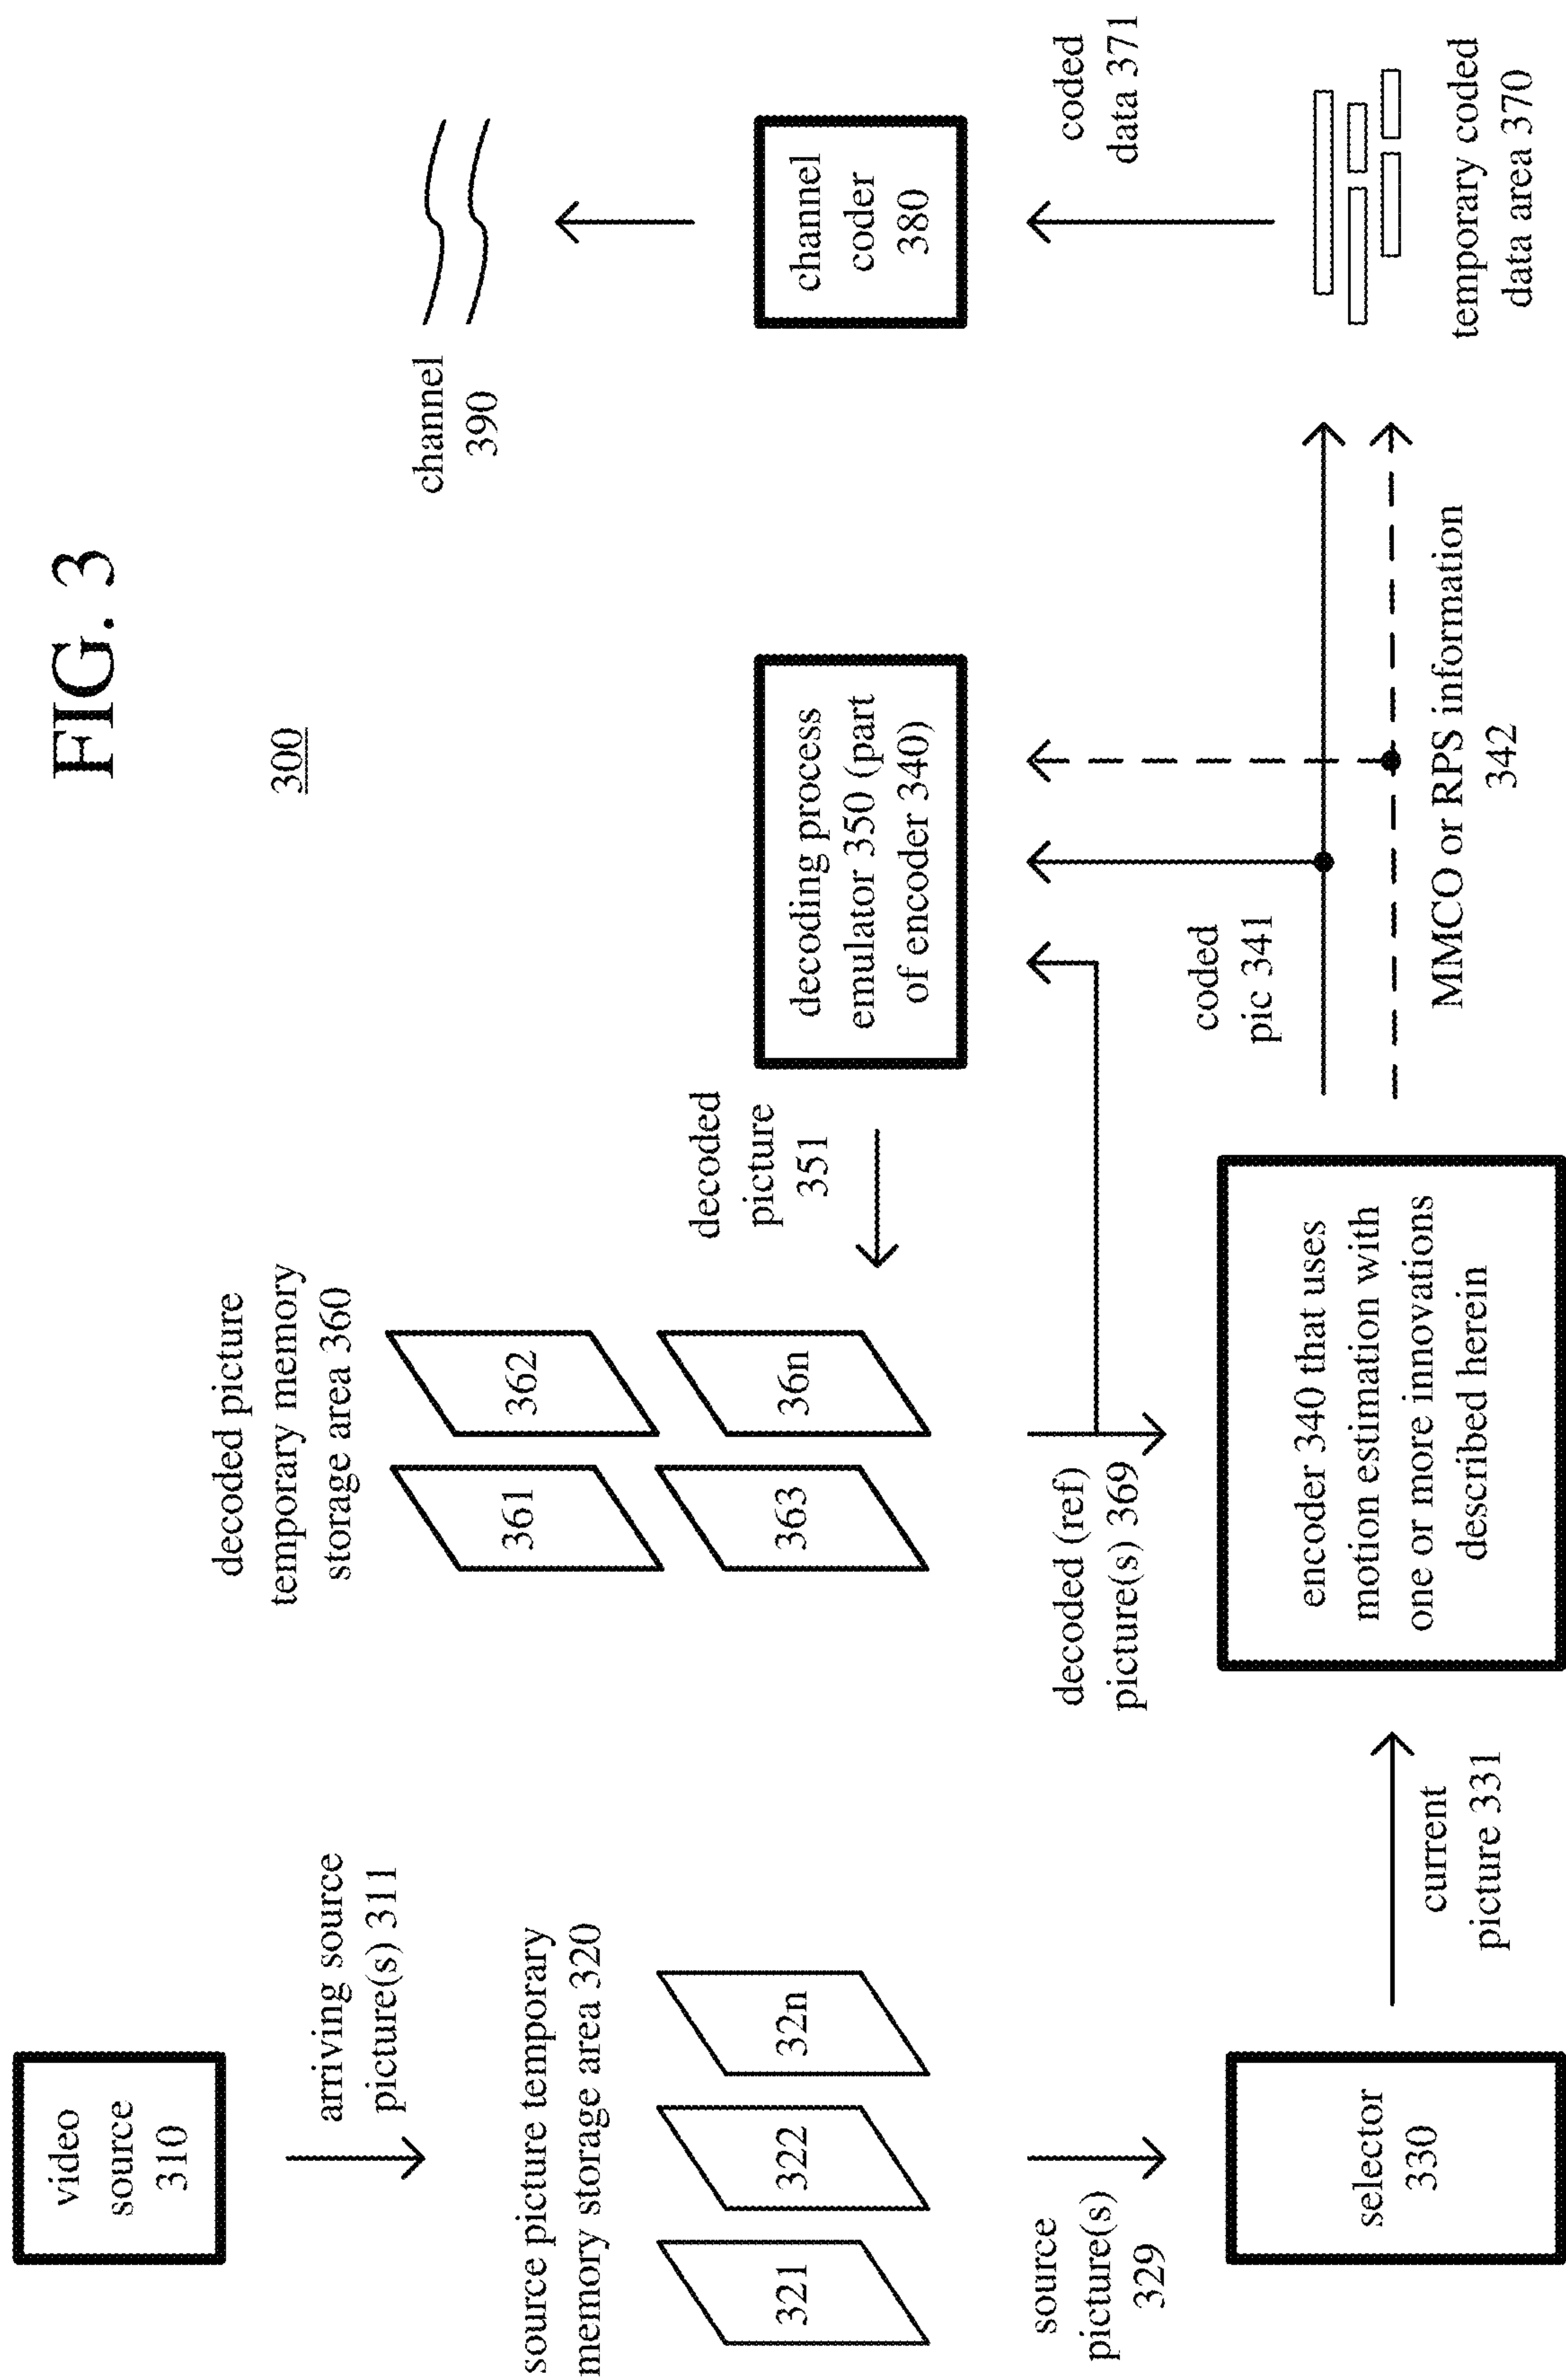 FIG. 3
300
video
source
310
arriving source
picture(s) 311
source picture temporary
memory storage area 320
321
322
32n
source
picture(s)
329
selector
330
current
picture 331
decoded picture
temporary memory
storage area 360
361
362
363
36n
decoded (ref)
picture(s) 369
encoder 340 that uses
motion estimation with
one or more innovations
described herein
decoded
picture
351
decoding process
emulator 350 (part
of encoder 340)
coded
pic 341
MMCO or RPS information
342
channel
390
channel
coder
380
coded
data 371
temporary coded
data area 370